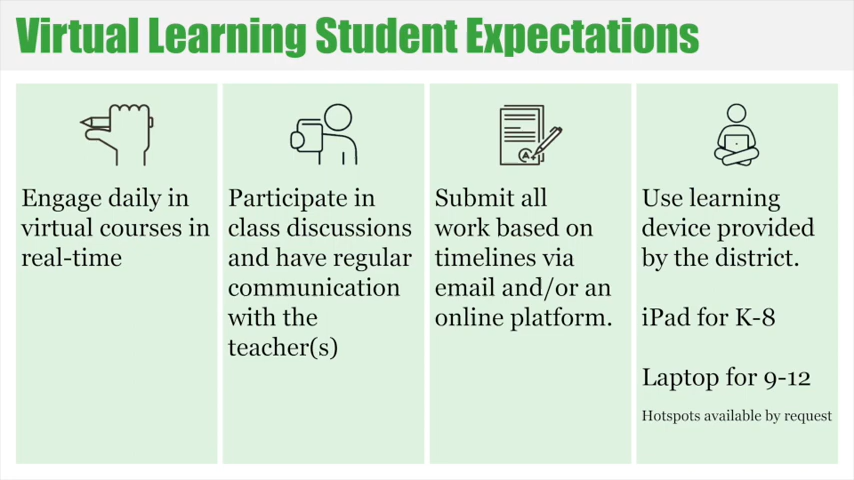 Virtual Learning Student Expectations
Engage daily in
virtual courses in
real-time
Participate in
class discussions
and have regular
communication
with the
teacher(s)
A+
Submit all
work based on
timelines via
email and/or an
online platform.
Use learning
device provided
by the district.
iPad for K-8
Laptop for 9-12
Hotspots available by request